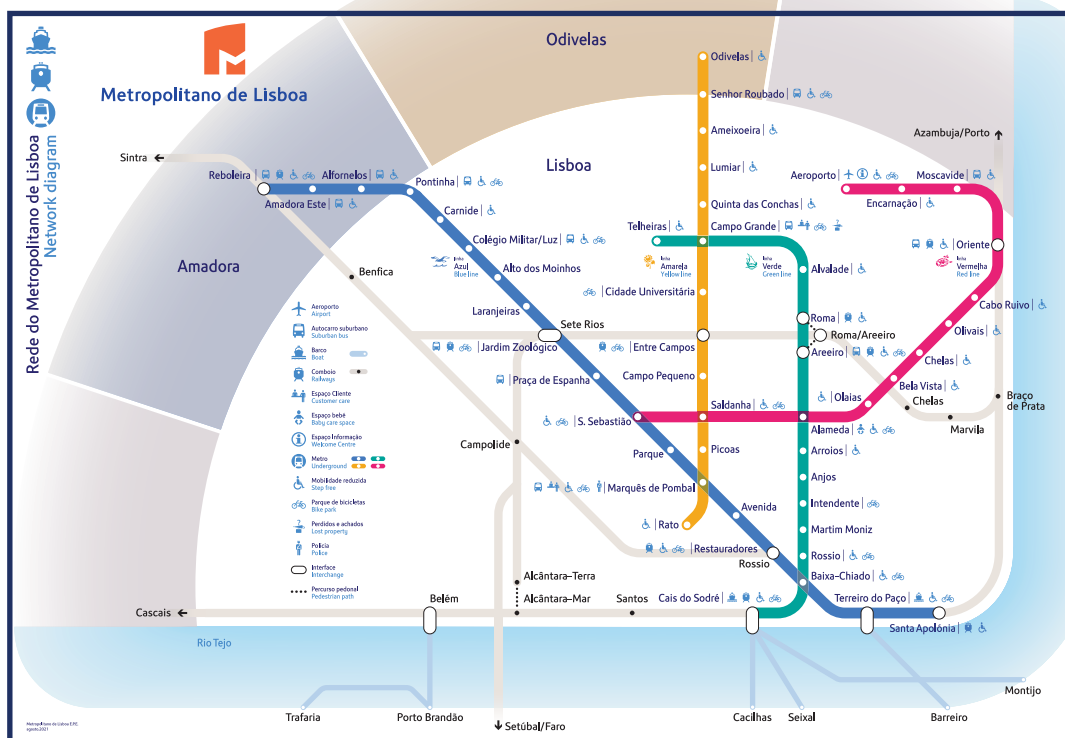 Rede do Metropolitano de Lisboa
Network diagram
Metropolitano de Lisboa
Odivelas
Lisboa
Amadora
Sintra
Azambuja/Porto
Odivelas
Senhor Roubado
Ameixoeira
Lumiar
Quinta das Conchas
Telheiras
Campo Grande
Reboleira
Alfornelos
Amadora Este
Pontinha
Carnide
Colégio Militar/Luz
Alto dos Moinhos
Laranjeiras
Aeroporto
Moscavide
Encarnação
Oriente
linha
Azul
Blue line
linha
Amarela
Yellow line
linha
Verde
Green line
linha
Vermelha
Red line
Alvalade
Benfica
Cidade Universitária
Cabo Ruivo
Roma
Sete Rios
Roma/Areeiro
Olivais
Jardim Zoológico
Entre Campos
Areeiro
Chelas
Praça de Espanha
Campo Pequeno
Bela Vista
Olaias
Chelas
Braço
de Prata
Marvila
Saldanha
S. Sebastião
Alameda
Campolide
Parque
Picoas
Arroios
Anjos
Marquês de Pombal
Intendente
Avenida
Rato
Martim Moniz
Restauradores
Rossio
Rossio
Baixa-Chiado
Alcântara-Terra
Alcântara-Mar
Santos
Cais do Sodré
Terreiro do Paço
Santa Apolónia
Belém
Cascais
Rio Tejo
Aeroporto
Airport
Autocarro suburbano
Suburban bus
Barco
Boat
Comboio
Railways
Espaço Cliente
Customer care
Espaço bebé
Baby care space
Espaço Informação
Welcome Centre
Metro
Underground
Mobilidade reduzida
Step free
Parque de bicicletas
Bike park
Perdidos e achados
Lost property
Polícia
Police
Interface
Interchange
Percurso pedonal
Pedestrian path
Montijo
Trafaria
Porto Brandão
Setúbal/Faro
Cacilhas
Seixal
Barreiro
Metropolitano de Lisboa E.P.E.
agosto 2021